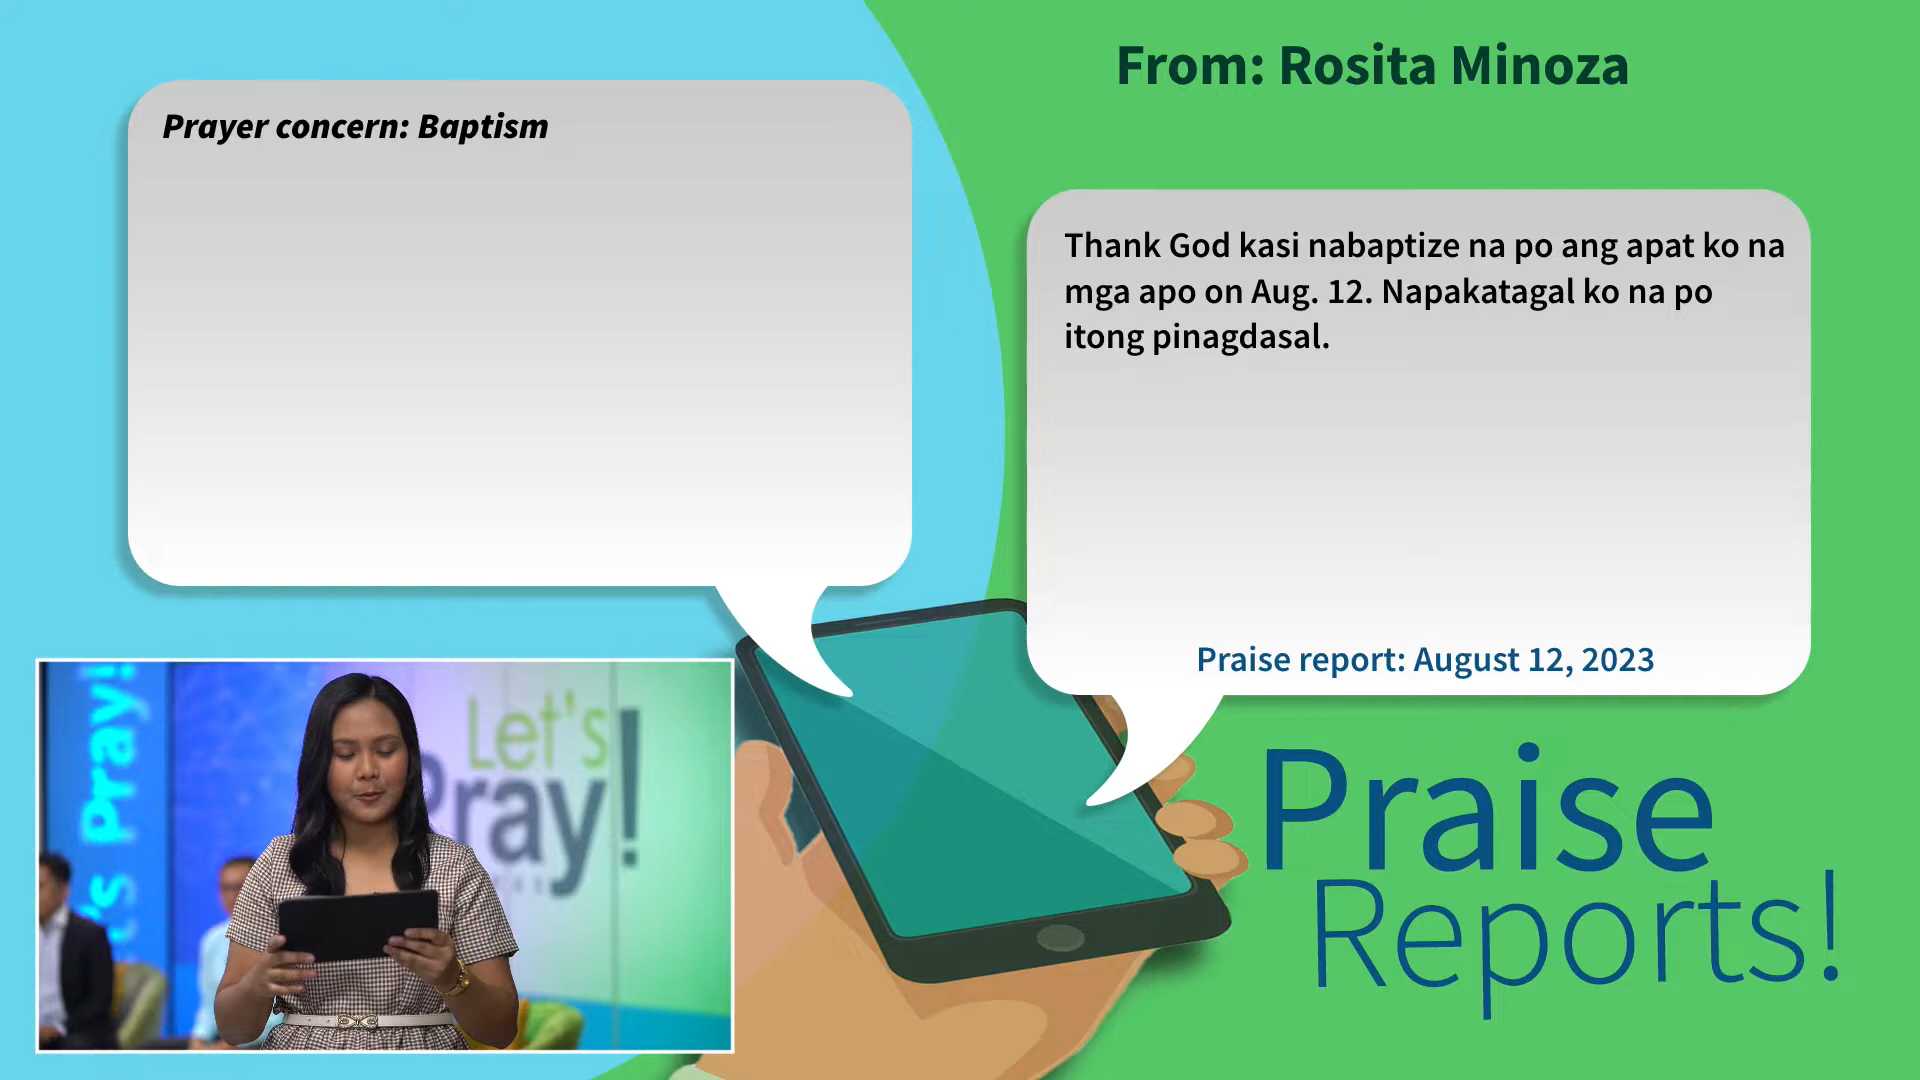 From: Rosita Minoza
Prayer concern: Baptism
Thank God kasi nabaptize na po ang apat ko na
mga apo on Aug. 12. Napakatagal ko na po
itong pinagdasal.
Praise report: August 12, 2023
Praise
Reports!
Let's
Pray!
Pray!